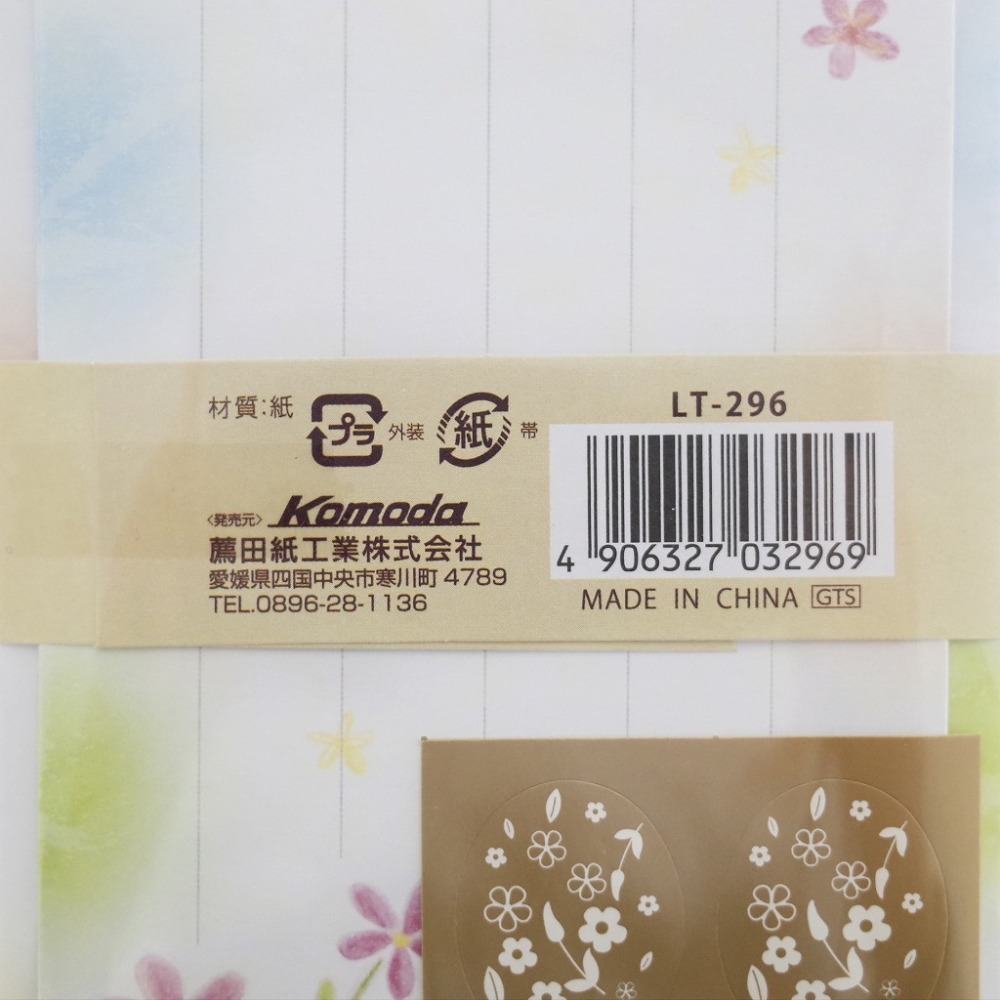 材質:紙
プラ 外装 紙 帯
<発売元> Komoda
薦田紙工業株式会社
愛媛県四国中央市寒川町 4789
TEL.0896-28-1136
LT-296
4 906327 032969
MADE IN CHINA GTS